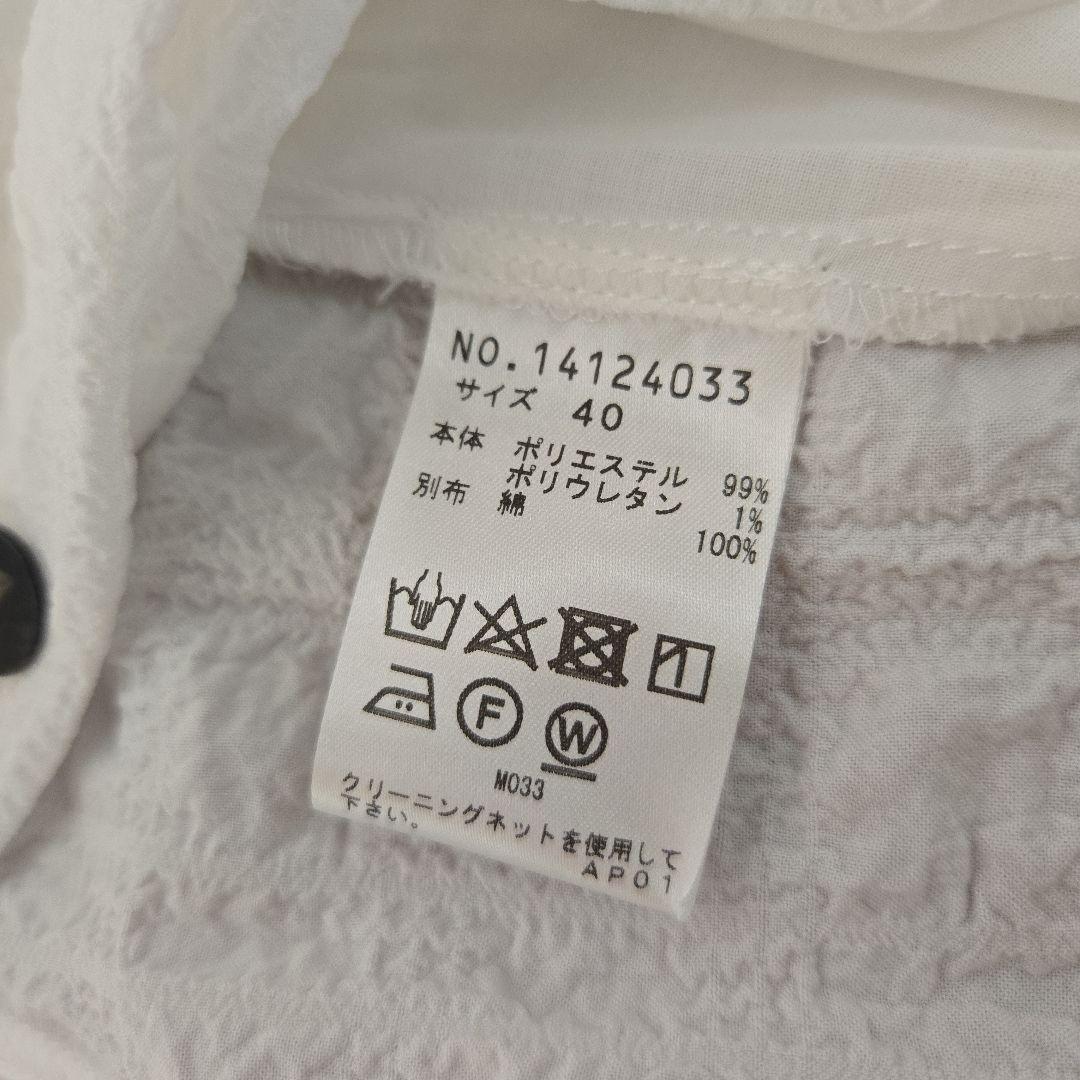 NO.14124033
サイズ 40
本体 ポリエステル 99%
ポリウレタン 1%
別布 綿 100%
F W
M033
クリーニングネットを使用して
下さい。
AP01